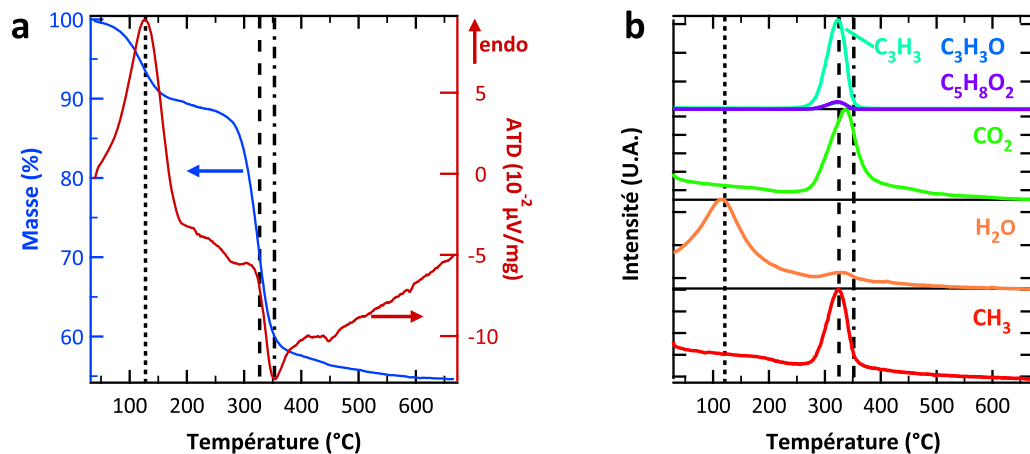 a
100
90
80
70
60
Masse (%)
100 200 300 400 500 600
Température (°C)
endo
5
0
-5
-10
ATD (10⁻² µV/mg)
b
C₃H₃
C₃H₃O
C₅H₈O₂
CO₂
H₂O
CH₃
Intensité (U.A.)
100 200 300 400 500 600
Température (°C)